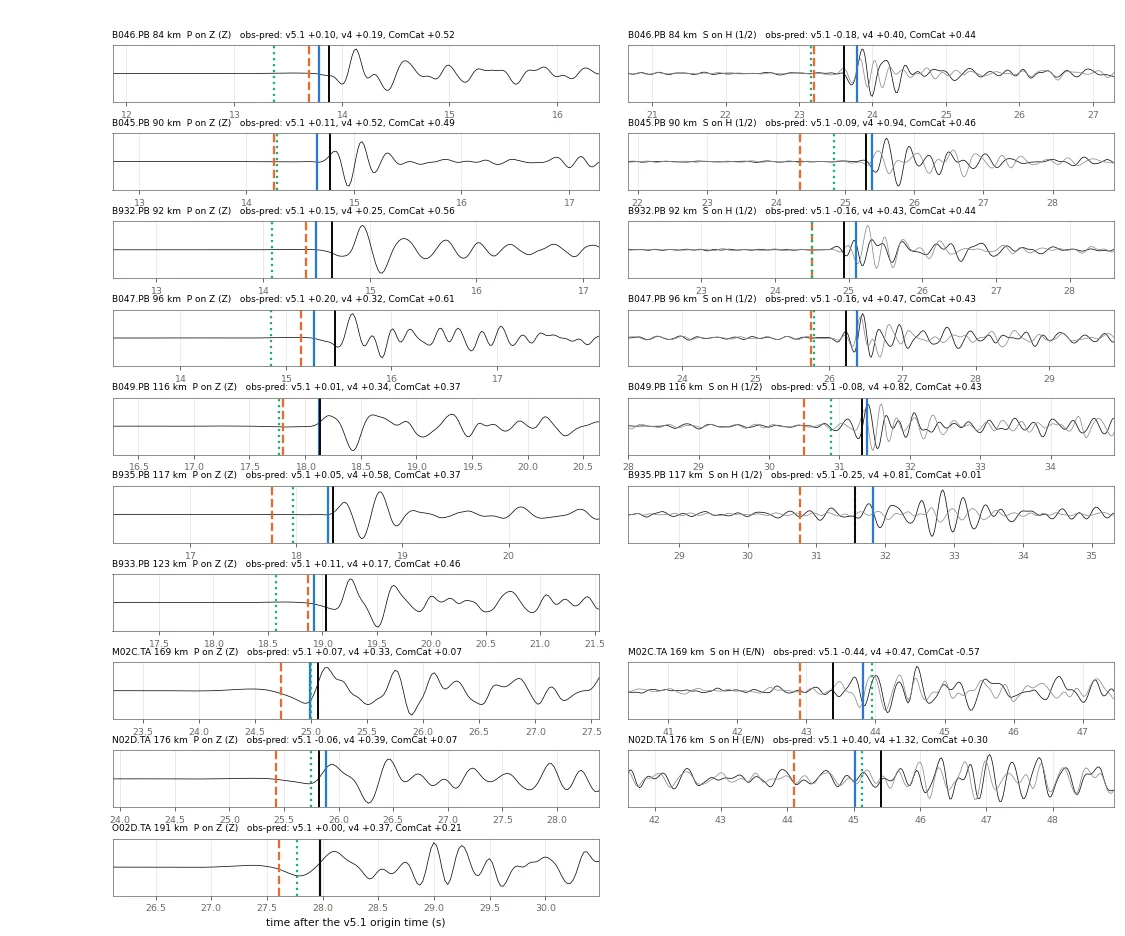 B046.PB 84 km P on Z (Z) obs-pred: v5.1 +0.10, v4 +0.19, ComCat +0.52
12 13 14 15 16
B046.PB 84 km S on H (1/2) obs-pred: v5.1 -0.18, v4 +0.40, ComCat +0.44
21 22 23 24 25 26 27
B045.PB 90 km P on Z (Z) obs-pred: v5.1 +0.11, v4 +0.52, ComCat +0.49
13 14 15 16 17
B045.PB 90 km S on H (1/2) obs-pred: v5.1 -0.09, v4 +0.94, ComCat +0.46
22 23 24 25 26 27 28
B932.PB 92 km P on Z (Z) obs-pred: v5.1 +0.15, v4 +0.25, ComCat +0.56
13 14 15 16 17
B932.PB 92 km S on H (1/2) obs-pred: v5.1 -0.16, v4 +0.43, ComCat +0.44
23 24 25 26 27 28
B047.PB 96 km P on Z (Z) obs-pred: v5.1 +0.20, v4 +0.32, ComCat +0.61
14 15 16 17
B047.PB 96 km S on H (1/2) obs-pred: v5.1 -0.16, v4 +0.47, ComCat +0.43
24 25 26 27 28 29
B049.PB 116 km P on Z (Z) obs-pred: v5.1 +0.01, v4 +0.34, ComCat +0.37
16.5 17.0 17.5 18.0 18.5 19.0 19.5 20.0 20.5
B049.PB 116 km S on H (1/2) obs-pred: v5.1 -0.08, v4 +0.82, ComCat +0.43
28 29 30 31 32 33 34
B935.PB 117 km P on Z (Z) obs-pred: v5.1 +0.05, v4 +0.58, ComCat +0.37
17 18 19 20
B935.PB 117 km S on H (1/2) obs-pred: v5.1 -0.25, v4 +0.81, ComCat +0.01
29 30 31 32 33 34 35
B933.PB 123 km P on Z (Z) obs-pred: v5.1 +0.11, v4 +0.17, ComCat +0.46
17.5 18.0 18.5 19.0 19.5 20.0 20.5 21.0 21.5
M02C.TA 169 km P on Z (Z) obs-pred: v5.1 +0.07, v4 +0.33, ComCat +0.07
23.5 24.0 24.5 25.0 25.5 26.0 26.5 27.0 27.5
M02C.TA 169 km S on H (E/N) obs-pred: v5.1 -0.44, v4 +0.47, ComCat -0.57
41 42 43 44 45 46 47
N02D.TA 176 km P on Z (Z) obs-pred: v5.1 -0.06, v4 +0.39, ComCat +0.07
24.0 24.5 25.0 25.5 26.0 26.5 27.0 27.5 28.0
N02D.TA 176 km S on H (E/N) obs-pred: v5.1 +0.40, v4 +1.32, ComCat +0.30
42 43 44 45 46 47 48
O02D.TA 191 km P on Z (Z) obs-pred: v5.1 +0.00, v4 +0.37, ComCat +0.21
26.5 27.0 27.5 28.0 28.5 29.0 29.5 30.0
time after the v5.1 origin time (s)